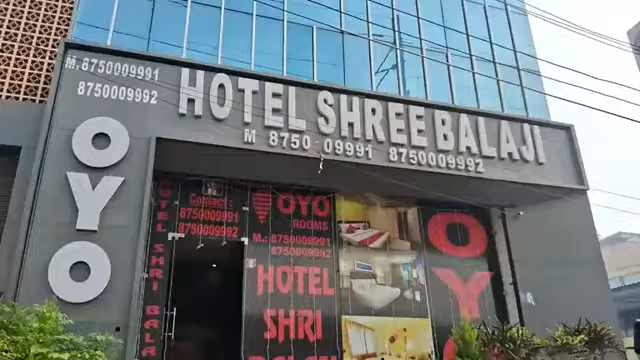 M. 8750009991
8750009992
HOTEL SHREE BALAJI
M 8750 09991 8750009992
OYO
OTEL SHRI BALA
Contact :
8750009991
8750009992
OYO
ROOMS
M.: 8750009991
8750009992
HOTEL
SHRI
OY